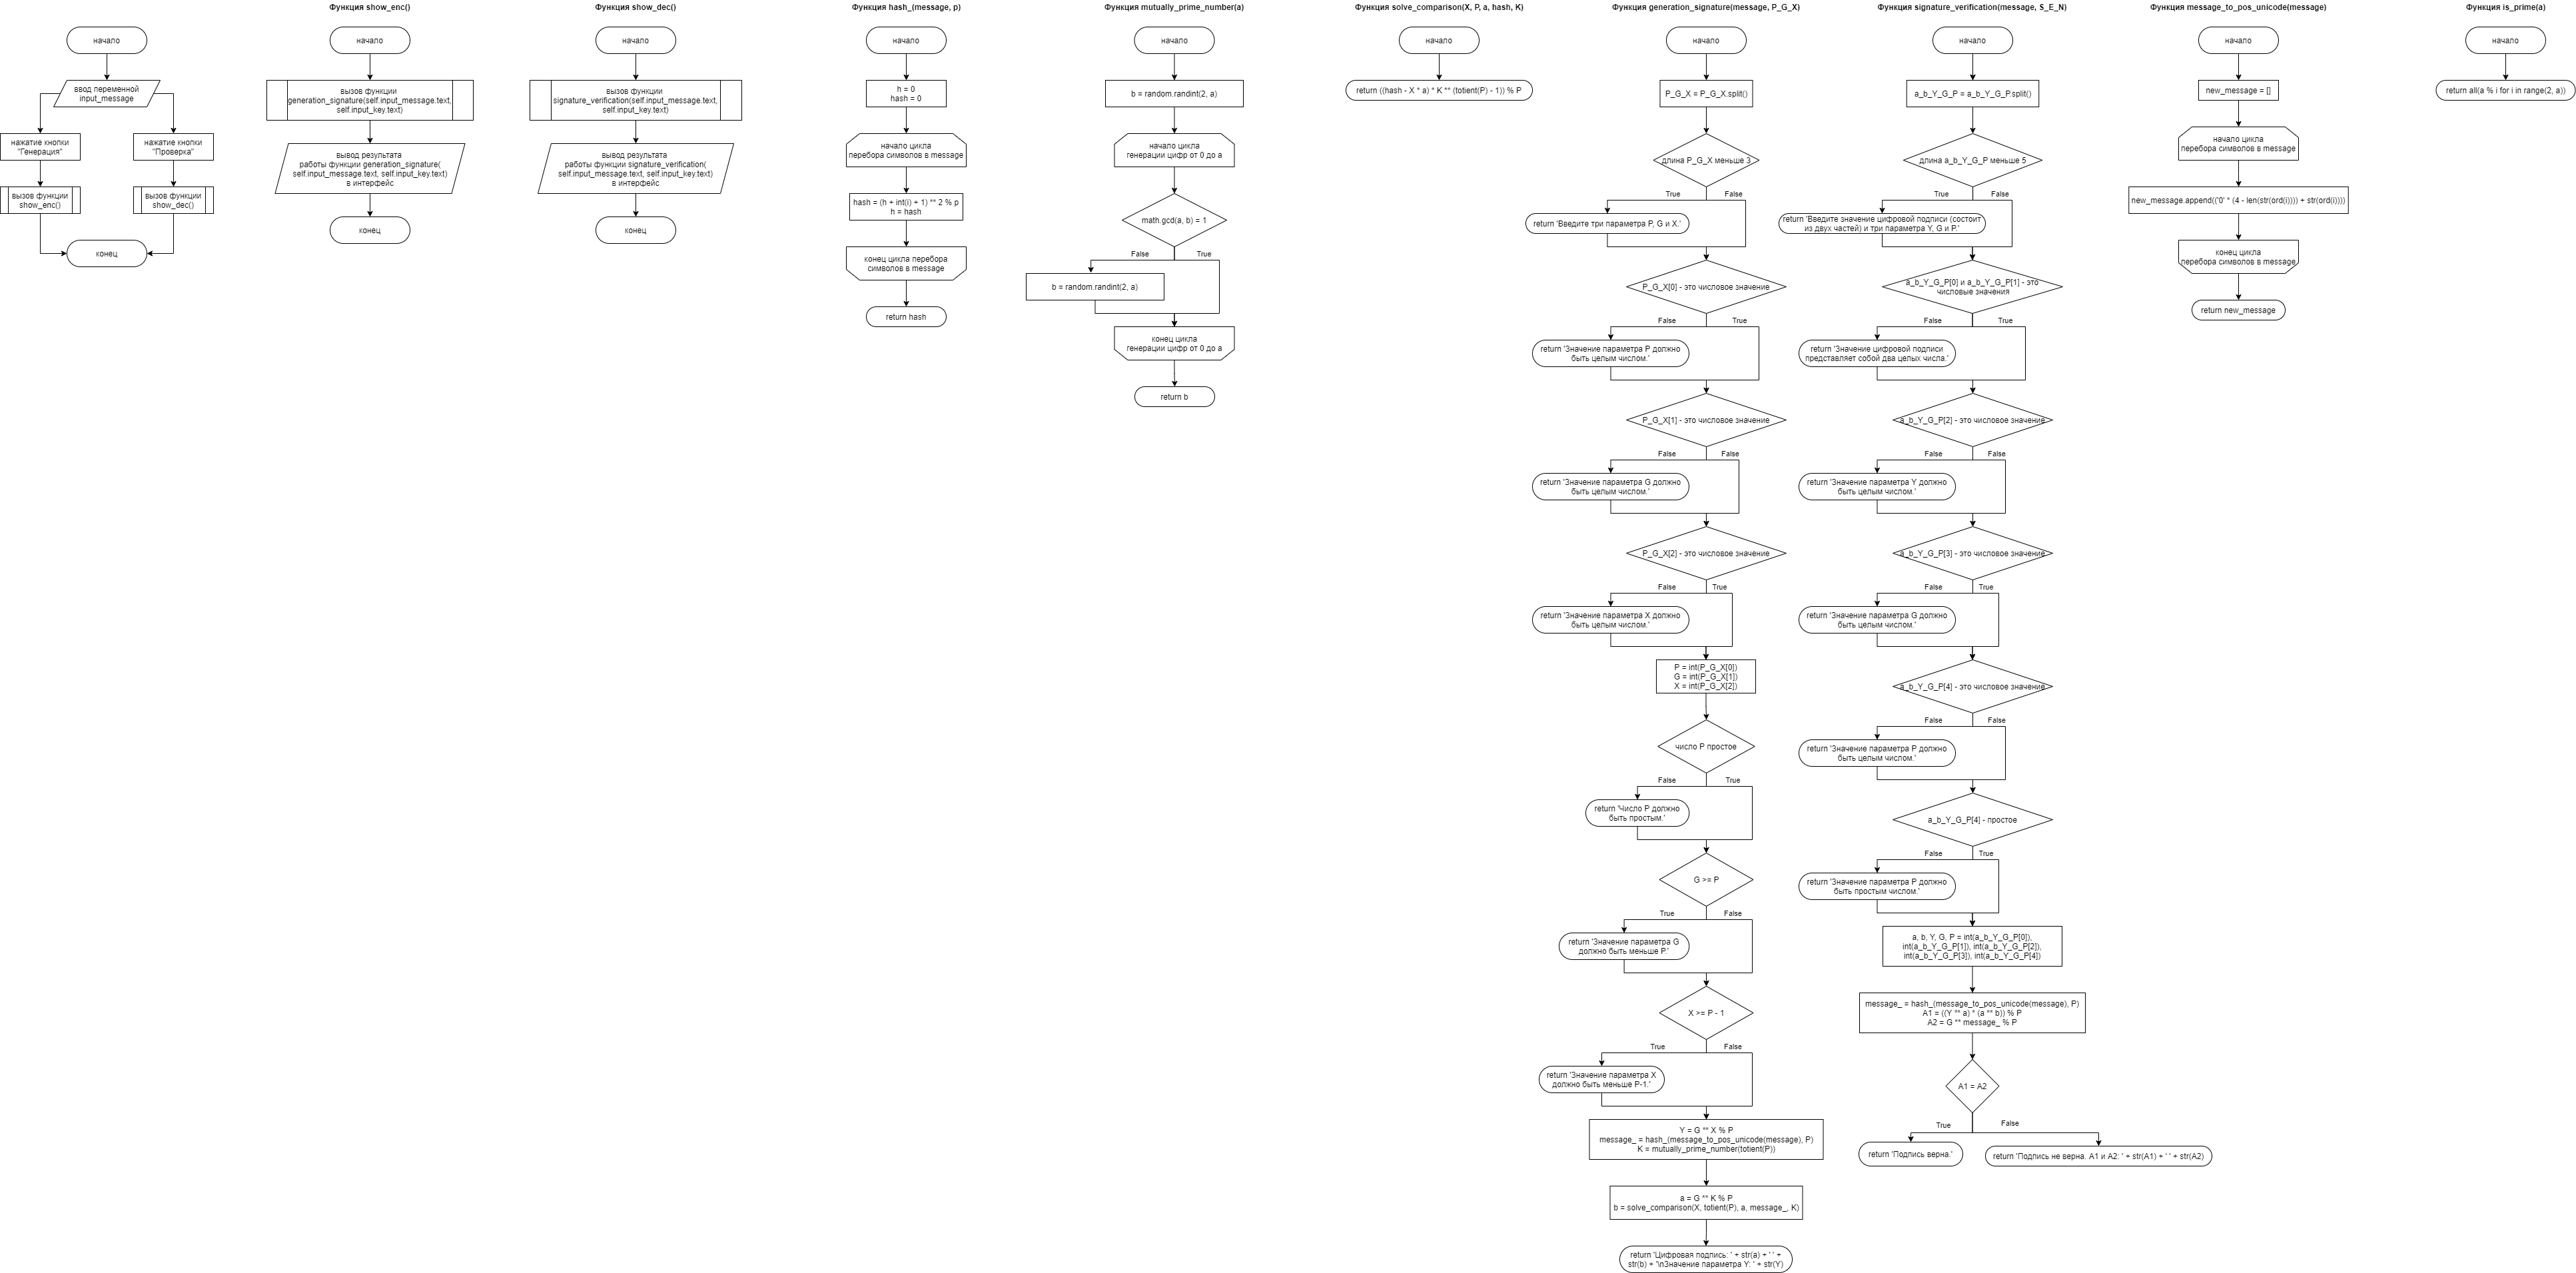 начало
ввод переменной
input_message
нажатие кнопки
"Генерация"
нажатие кнопки
"Проверка"
вызов функции
show_enc()
вызов функции
show_dec()
конец
Функция show_enc()
начало
вызов функции
generation_signature(self.input_message.text,
self.input_key.text)
вывод результата
работы функции generation_signature(
self.input_message.text, self.input_key.text)
в интерфейс
конец
Функция show_dec()
начало
вызов функции
signature_verification(self.input_message.text,
self.input_key.text)
вывод результата
работы функции signature_verification(
self.input_message.text, self.input_key.text)
в интерфейс
конец
Функция hash_(message, p)
начало
h = 0
hash = 0
начало цикла
перебора символов в message
hash = (h + int(i) + 1) ** 2 % p
h = hash
конец цикла перебора
символов в message
return hash
Функция mutually_prime_number(a)
начало
b = random.randint(2, a)
начало цикла
генерации цифр от 0 до a
math.gcd(a, b) = 1
False
True
b = random.randint(2, a)
конец цикла
генерации цифр от 0 до a
return b
Функция solve_comparison(X, P, a, hash, K)
начало
return ((hash - X * a) * K ** (totient(P) - 1)) % P
Функция generation_signature(message, P_G_X)
начало
P_G_X = P_G_X.split()
длина P_G_X меньше 3
True
False
return 'Введите три параметра P, G и X.'
P_G_X[0] - это числовое значение
False
True
return 'Значение параметра P должно
быть целым числом.'
P_G_X[1] - это числовое значение
False
False
return 'Значение параметра G должно
быть целым числом.'
P_G_X[2] - это числовое значение
False
True
return 'Значение параметра X должно
быть целым числом.'
P = int(P_G_X[0])
G = int(P_G_X[1])
X = int(P_G_X[2])
число P простое
False
True
return 'Число P должно
быть простым.'
G >= P
True
False
return 'Значение параметра G
должно быть меньше P.'
X >= P - 1
True
False
return 'Значение параметра X
должно быть меньше P-1.'
Y = G ** X % P
message_ = hash_(message_to_pos_unicode(message), P)
K = mutually_prime_number(totient(P))
a = G ** K % P
b = solve_comparison(X, totient(P), a, message_, K)
return 'Цифровая подпись: ' + str(a) + ' ' +
str(b) + '\nЗначение параметра Y: ' + str(Y)
Функция signature_verification(message, S_E_N)
начало
a_b_Y_G_P = a_b_Y_G_P.split()
длина a_b_Y_G_P меньше 5
True
False
return 'Введите значение цифровой подписи (состоит
из двух частей) и три параметра Y, G и P.'
a_b_Y_G_P[0] и a_b_Y_G_P[1] - это
числовые значения
False
True
return 'Значение цифровой подписи
представляет собой два целых числа.'
a_b_Y_G_P[2] - это числовое значение
False
False
return 'Значение параметра Y должно
быть целым числом.'
a_b_Y_G_P[3] - это числовое значение
False
True
return 'Значение параметра G должно
быть целым числом.'
a_b_Y_G_P[4] - это числовое значение
False
False
return 'Значение параметра P должно
быть целым числом.'
a_b_Y_G_P[4] - простое
False
True
return 'Значение параметра P должно
быть простым числом.'
a, b, Y, G, P = int(a_b_Y_G_P[0]),
int(a_b_Y_G_P[1]), int(a_b_Y_G_P[2]),
int(a_b_Y_G_P[3]), int(a_b_Y_G_P[4])
message_ = hash_(message_to_pos_unicode(message), P)
A1 = ((Y ** a) * (a ** b)) % P
A2 = G ** message_ % P
A1 = A2
True
False
return 'Подпись верна.'
return 'Подпись не верна. A1 и A2: ' + str(A1) + ' ' + str(A2)
Функция message_to_pos_unicode(message)
начало
new_message = []
начало цикла
перебора символов в message
new_message.append(('0' * (4 - len(str(ord(i)))) + str(ord(i))))
конец цикла
перебора символов в message
return new_message
Функция is_prime(a)
начало
return all(a % i for i in range(2, a))